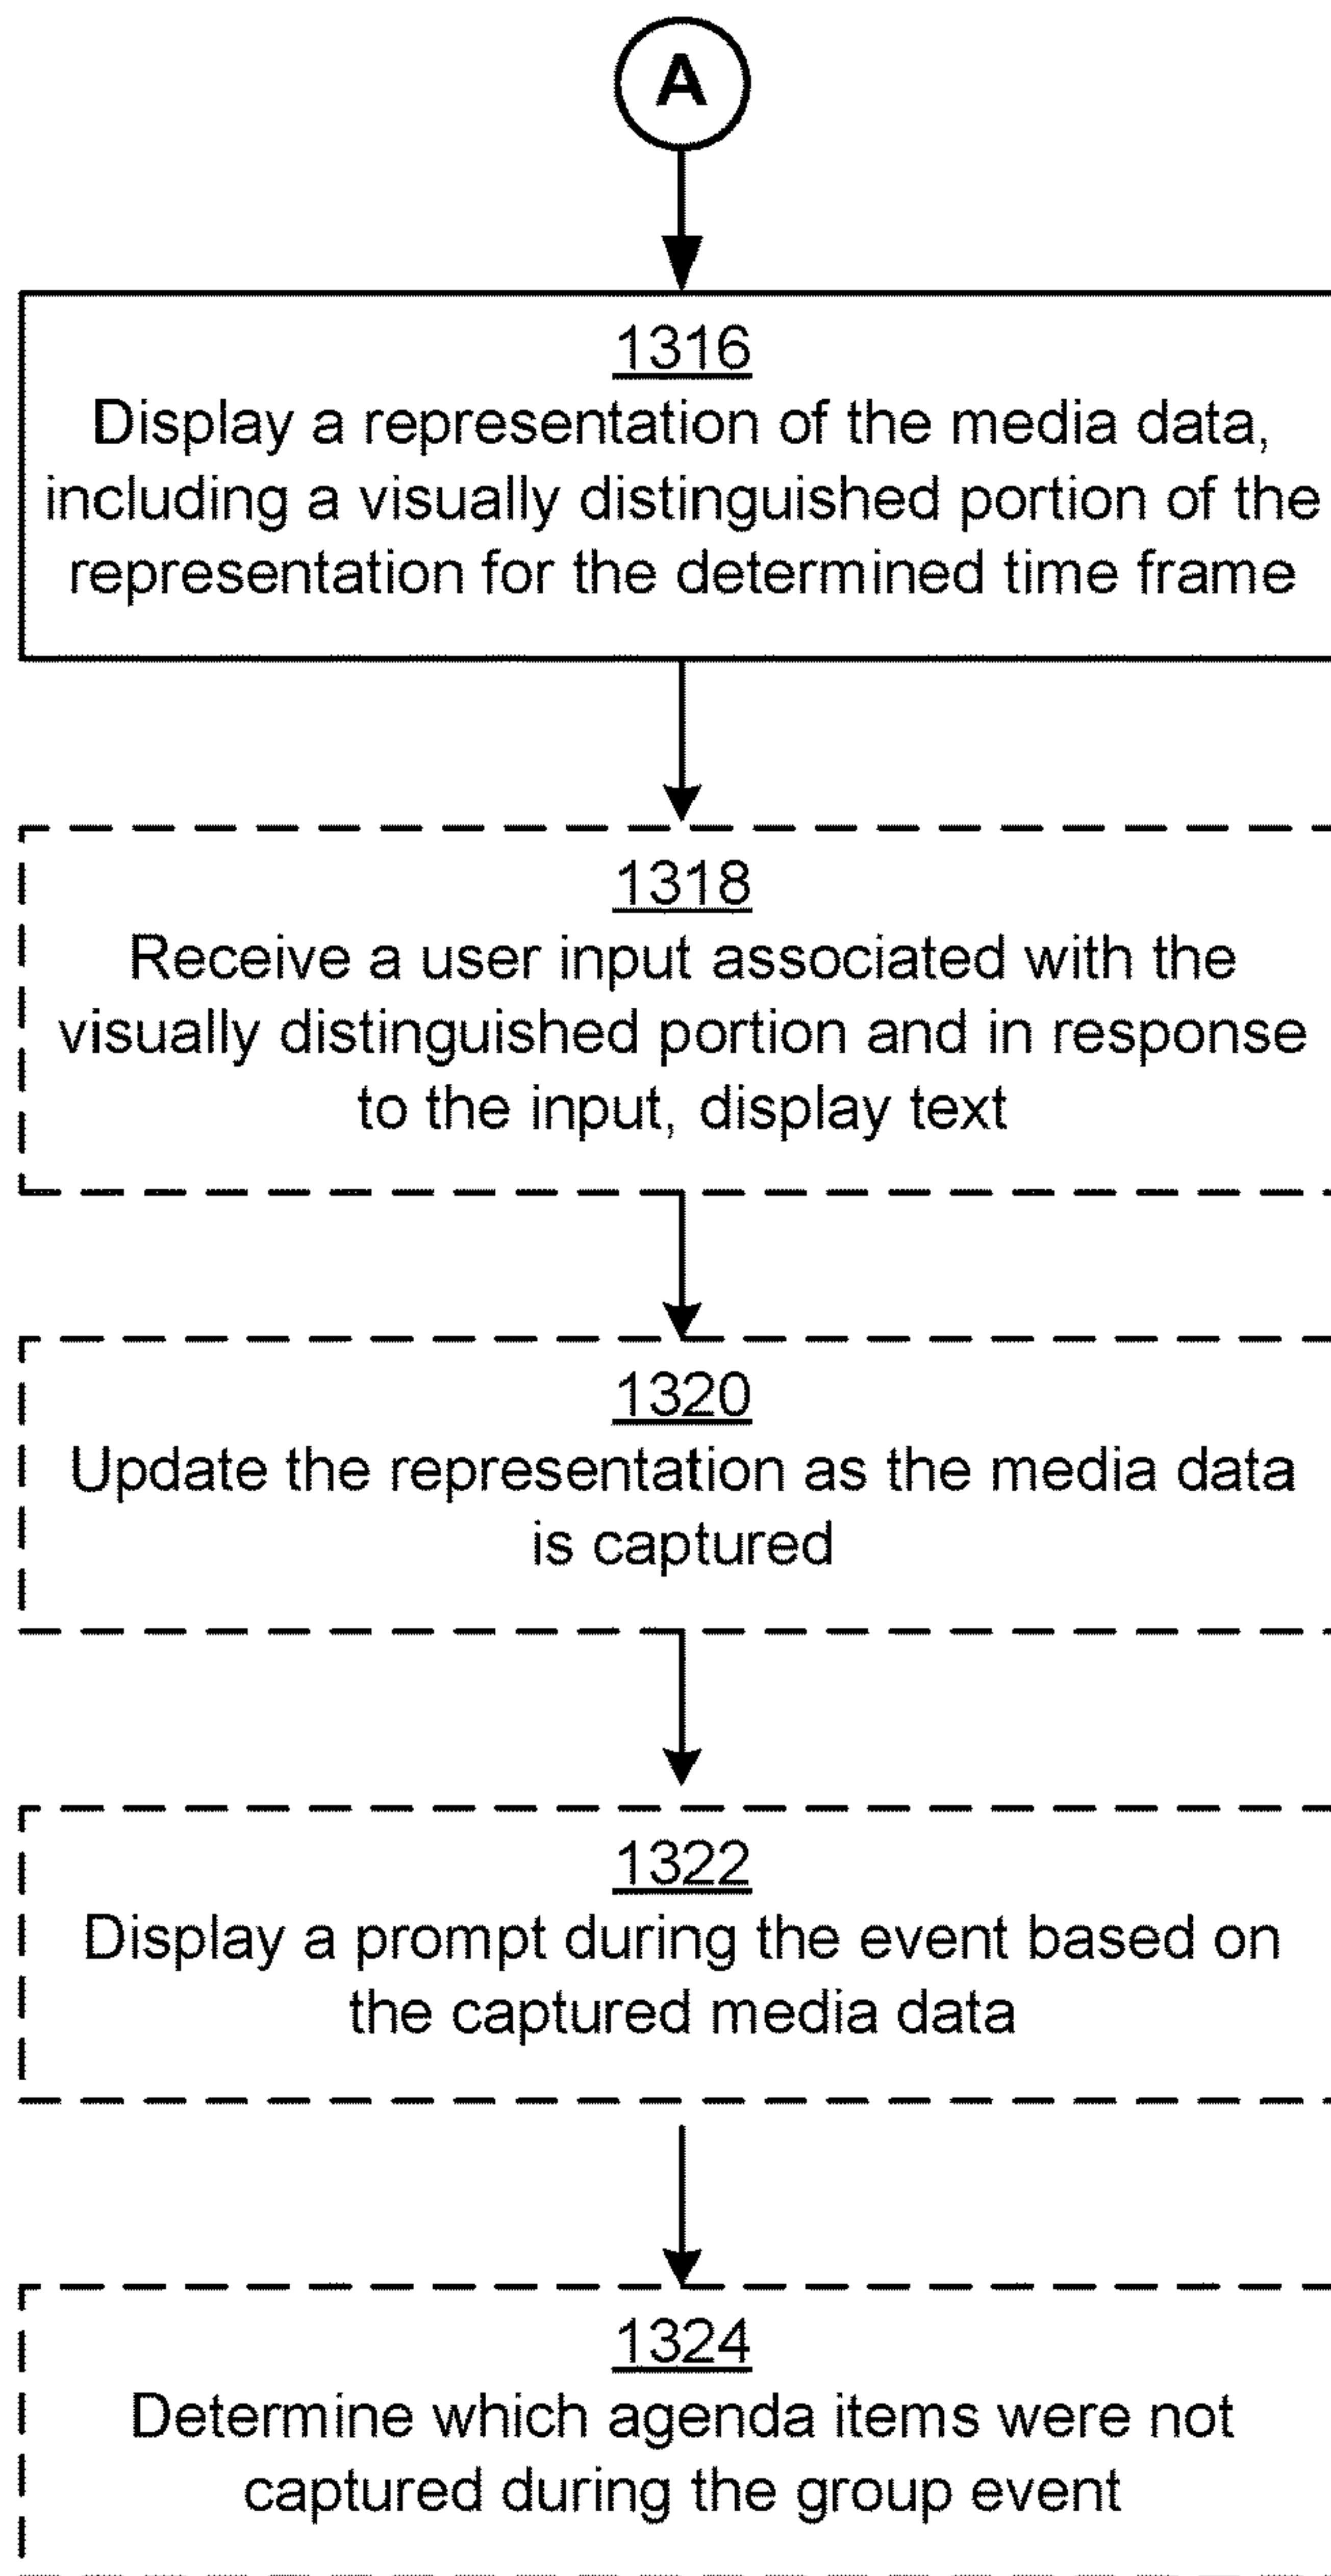 A
1316
Display a representation of the media data,
including a visually distinguished portion of the
representation for the determined time frame
1318
Receive a user input associated with the
visually distinguished portion and in response
to the input, display text
1320
Update the representation as the media data
is captured
1322
Display a prompt during the event based on
the captured media data
1324
Determine which agenda items were not
captured during the group event